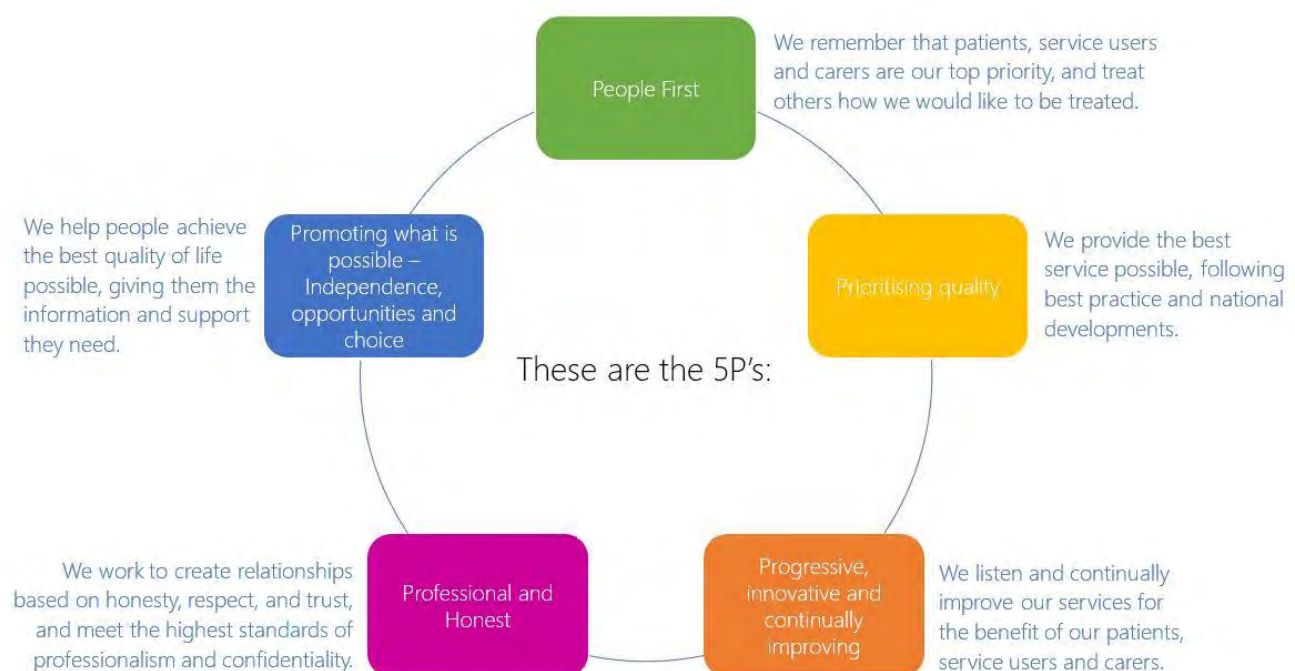 People First
We remember that patients, service users
and carers are our top priority, and treat
others how we would like to be treated.
Prioritising quality
We provide the best
service possible, following
best practice and national
developments.
Progressive,
innovative and
continually
improving
We listen and continually
improve our services for
the benefit of our patients,
service users and carers.
Professional and
Honest
We work to create relationships
based on honesty, respect, and trust,
and meet the highest standards of
professionalism and confidentiality.
Promoting what is
possible –
Independence,
opportunities and
choice
We help people achieve
the best quality of life
possible, giving them the
information and support
they need.
These are the 5P's: